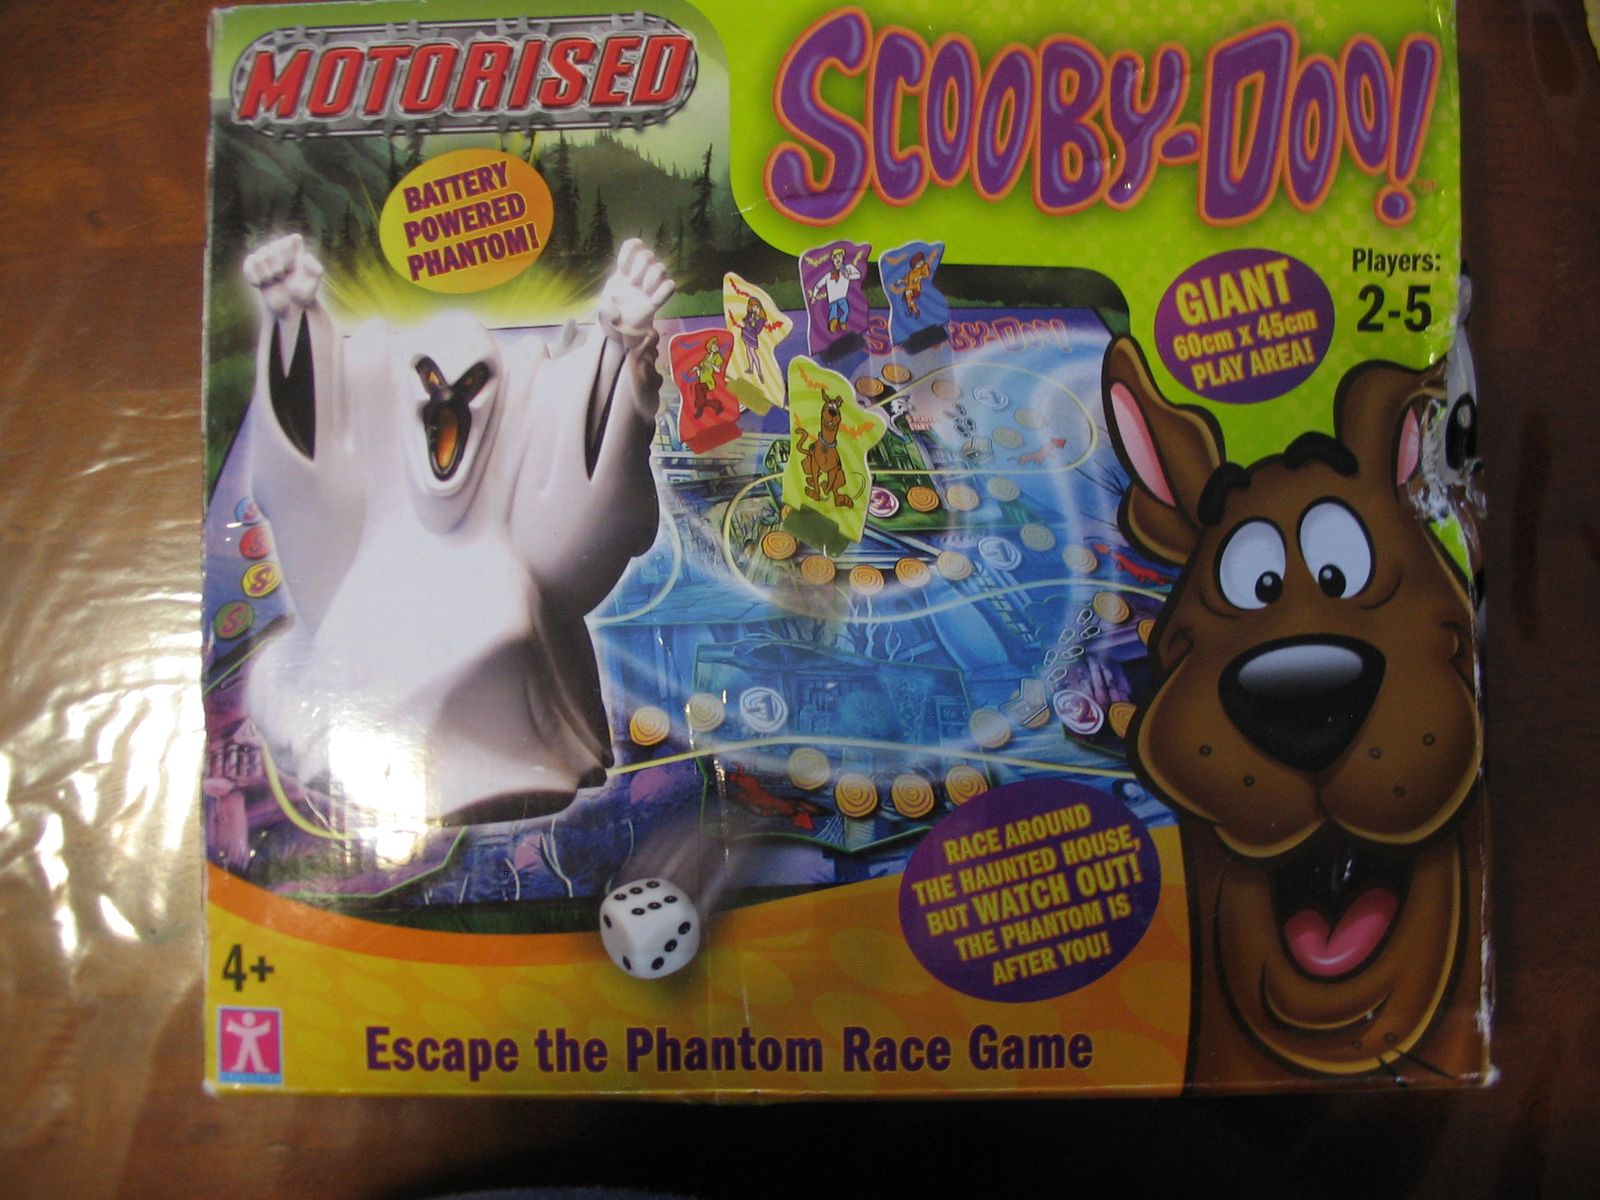 MOTORISED
SCOOBY-DOO!
TM
BATTERY
POWERED
PHANTOM!
Players:
2-5
GIANT
60cm x 45cm
PLAY AREA!
RACE AROUND
THE HAUNTED HOUSE,
BUT WATCH OUT!
THE PHANTOM IS
AFTER YOU!
4+
Escape the Phantom Race Game